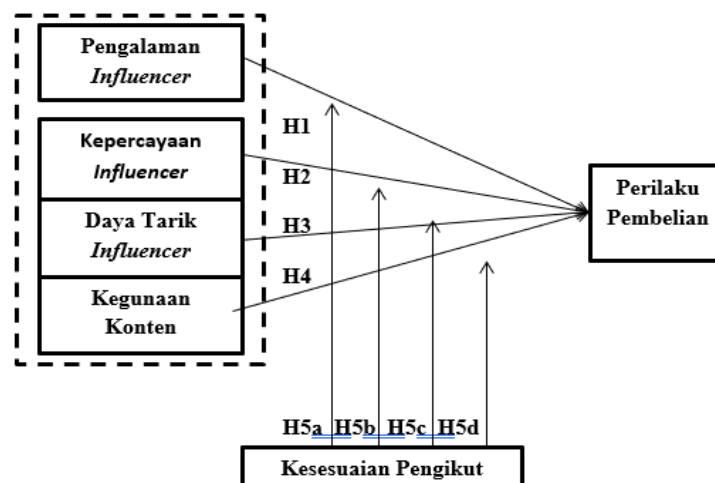 Pengalaman
Influencer
Kepercayaan
Influencer
Daya Tarik
Influencer
Kegunaan
Konten
H1
H2
H3
H4
Perilaku
Pembelian
H5a H5b H5c H5d
Kesesuaian Pengikut